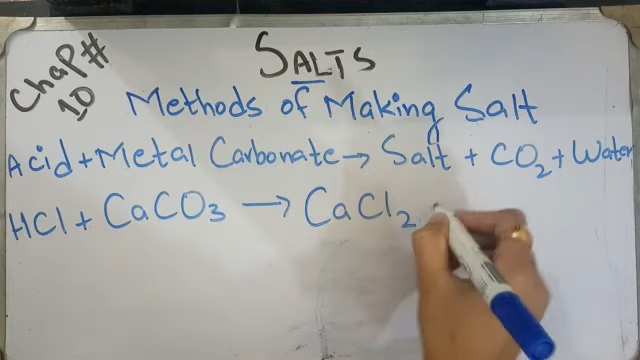 Chap# 10
SALTS
Methods of Making Salt
Acid + Metal Carbonate → Salt + CO₂ + Water
HCl + CaCO₃ → CaCl₂